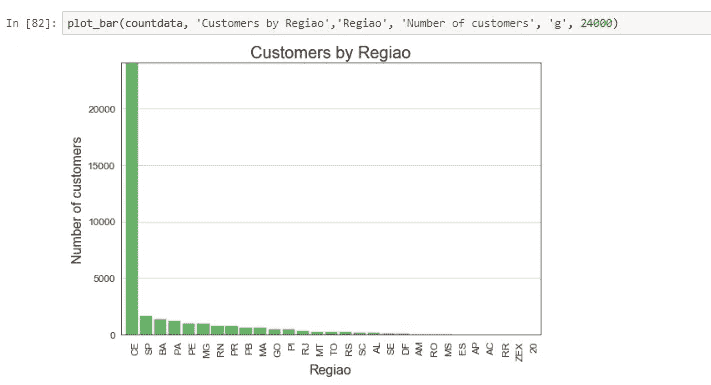 In [82]: plot_bar(countdata, 'Customers by Regiao','Regiao', 'Number of customers', 'g', 24000)
Customers by Regiao
Number of customers
20000
15000
10000
5000
0
CE SP BA PA PE MG RN PR PB MA GO PI RJ MT TO RS SC AL SE DF AM RO MS ES AP AC RR ZEX 20
Regiao